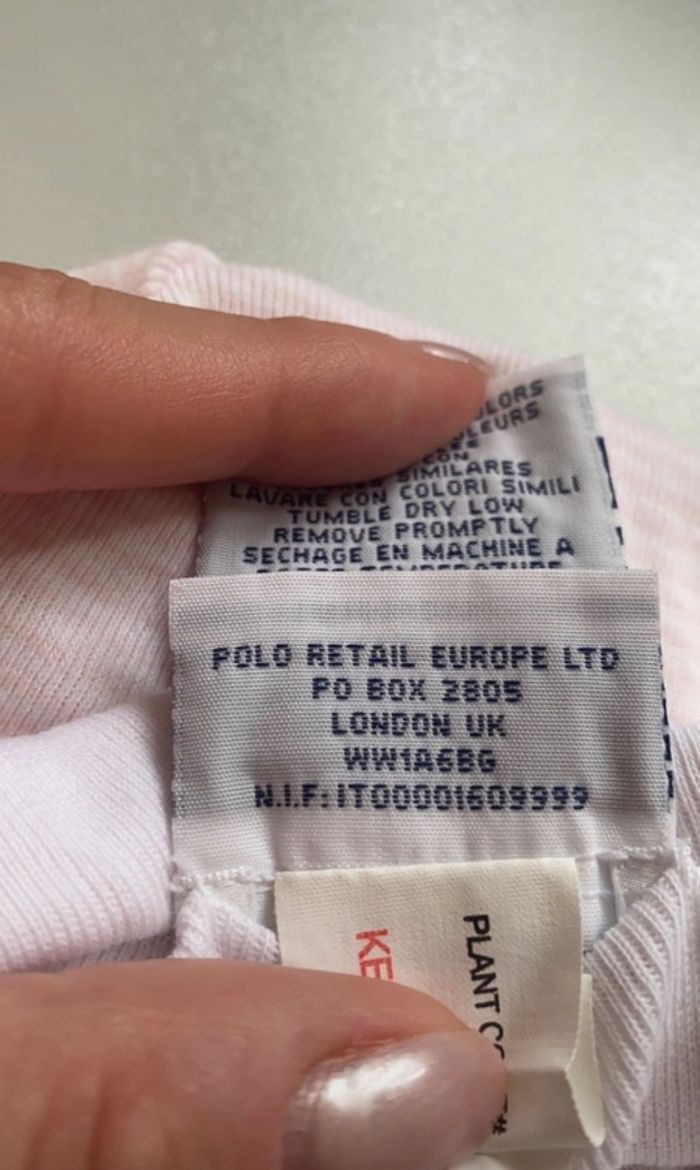 SIMILARES
LAVARE CON COLORI SIMILI
TUMBLE DRY LOW
REMOVE PROMPTLY
SECHAGE EN MACHINE A
POLO RETAIL EUROPE LTD
PO BOX 2805
LONDON UK
WW1A6BG
N.I.F: IT00001609999
PLANT